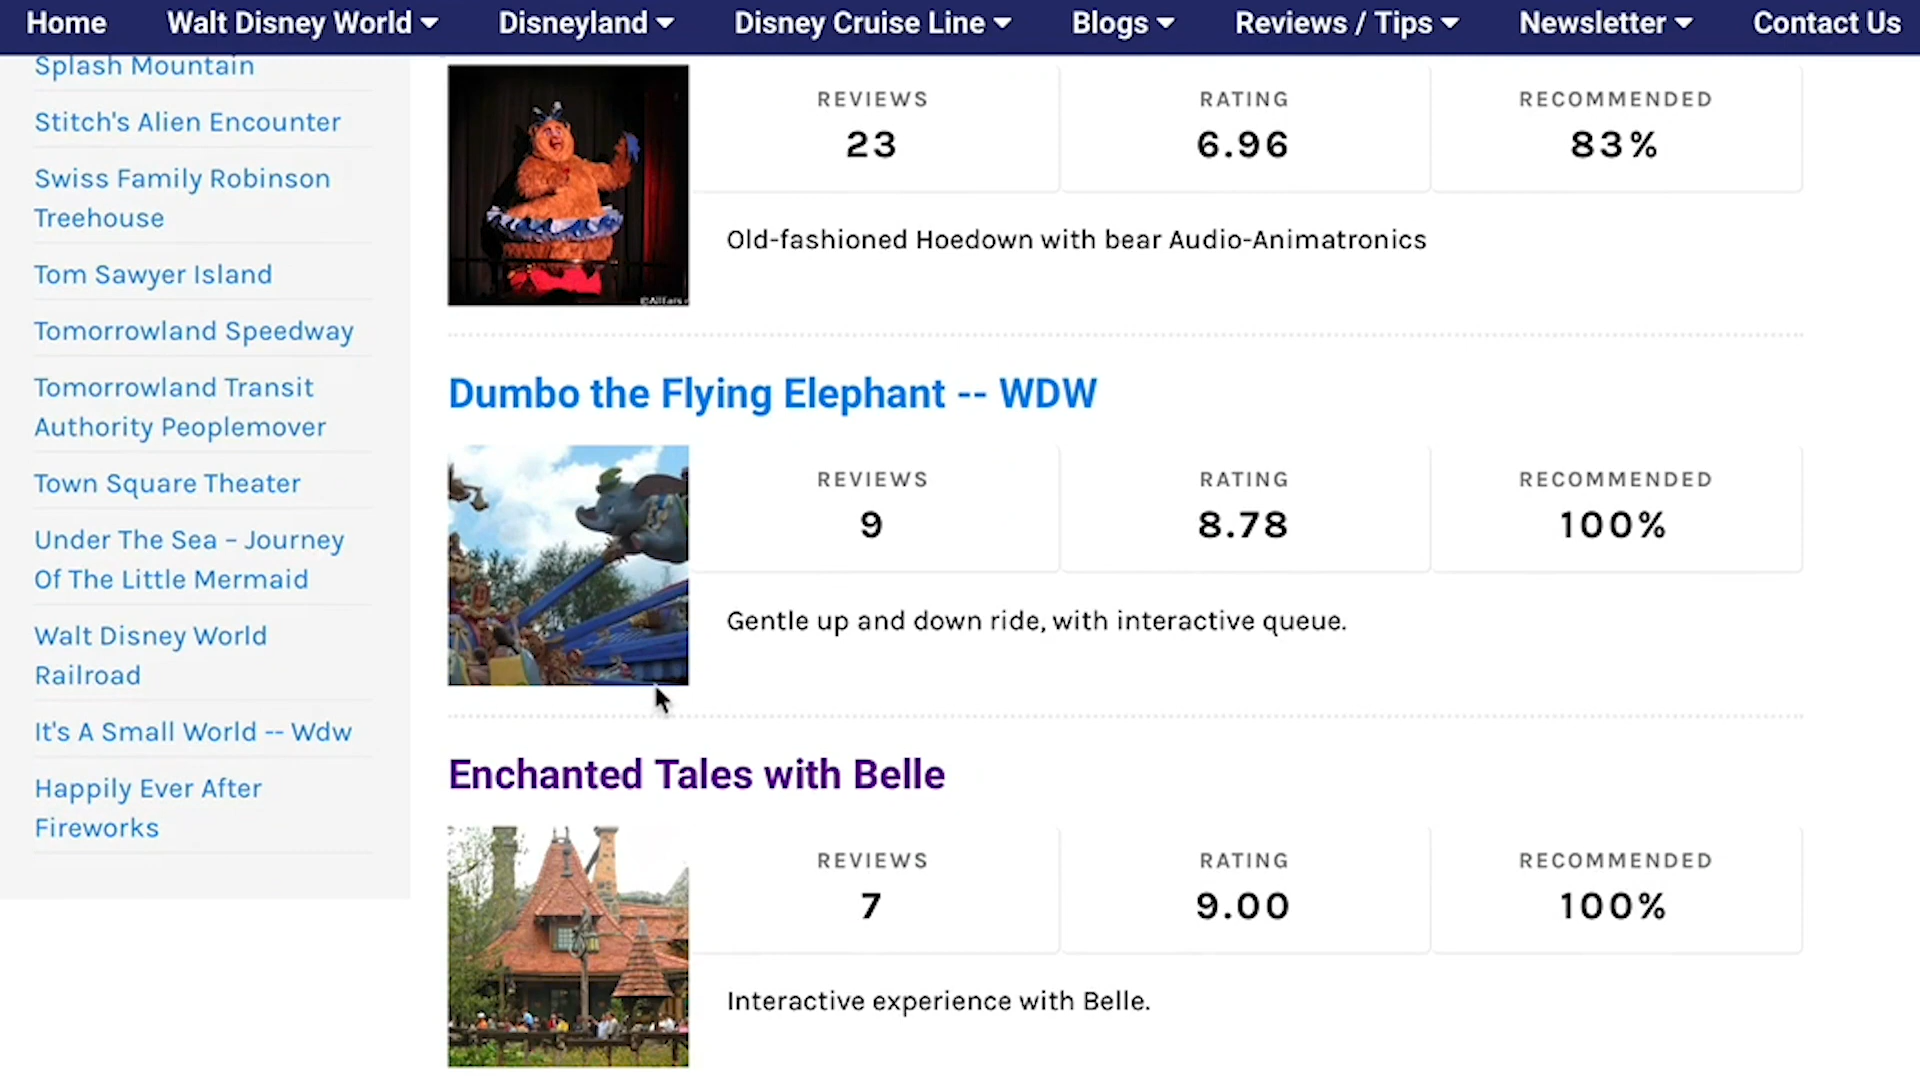 Home Walt Disney World Disneyland Disney Cruise Line Blogs Reviews / Tips Newsletter Contact Us
Splash Mountain
Stitch's Alien Encounter
Swiss Family Robinson
Treehouse
Tom Sawyer Island
Tomorrowland Speedway
Tomorrowland Transit
Authority Peoplemover
Town Square Theater
Under The Sea – Journey
Of The Little Mermaid
Walt Disney World
Railroad
It's A Small World -- Wdw
Happily Ever After
Fireworks
REVIEWS RATING RECOMMENDED
23 6.96 83%
Old-fashioned Hoedown with bear Audio-Animatronics
Dumbo the Flying Elephant -- WDW
REVIEWS RATING RECOMMENDED
9 8.78 100%
Gentle up and down ride, with interactive queue.
Enchanted Tales with Belle
REVIEWS RATING RECOMMENDED
7 9.00 100%
Interactive experience with Belle.